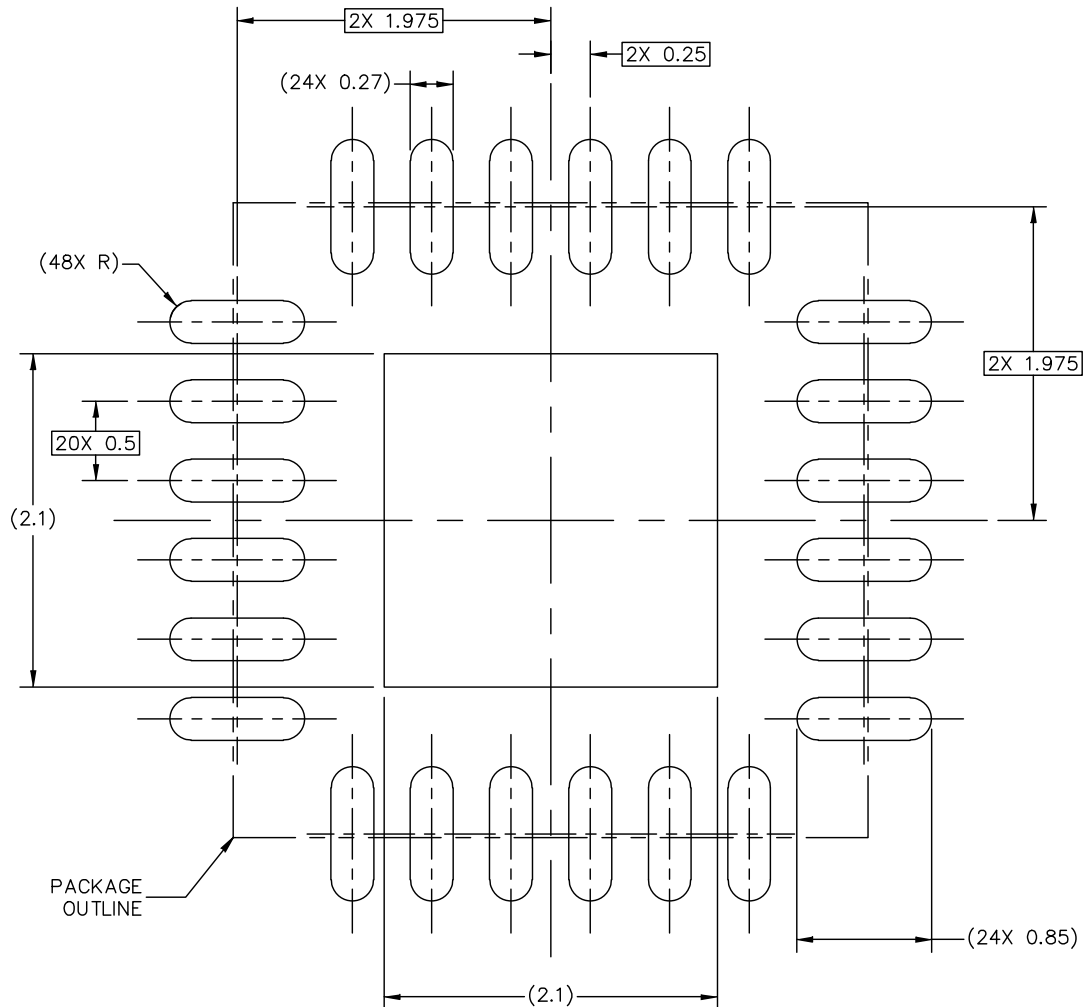 2X 1.975
2X 0.25
(24X 0.27)
(48X R)
2X 1.975
20X 0.5
(2.1)
PACKAGE
OUTLINE
(24X 0.85)
(2.1)